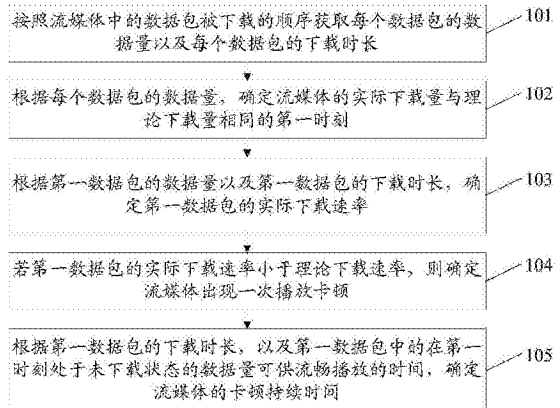 按照流媒体中的数据包被下载的顺序获取每个数据包的数
据量以及每个数据包的下载时长
101
根据每个数据包的数据量，确定流媒体的实际下载量与理
论下载量相同的第一时刻
102
根据第一数据包的数据量以及第一数据包的下载时长，确
定第一数据包的实际下载速率
103
若第一数据包的实际下载速率小于理论下载速率，则确定
流媒体出现一次播放卡顿
104
根据第一数据包的下载时长，以及第一数据包中的在第一
时刻处于未下载状态的数据量可供流畅播放的时间，确定
流媒体的卡顿持续时间
105